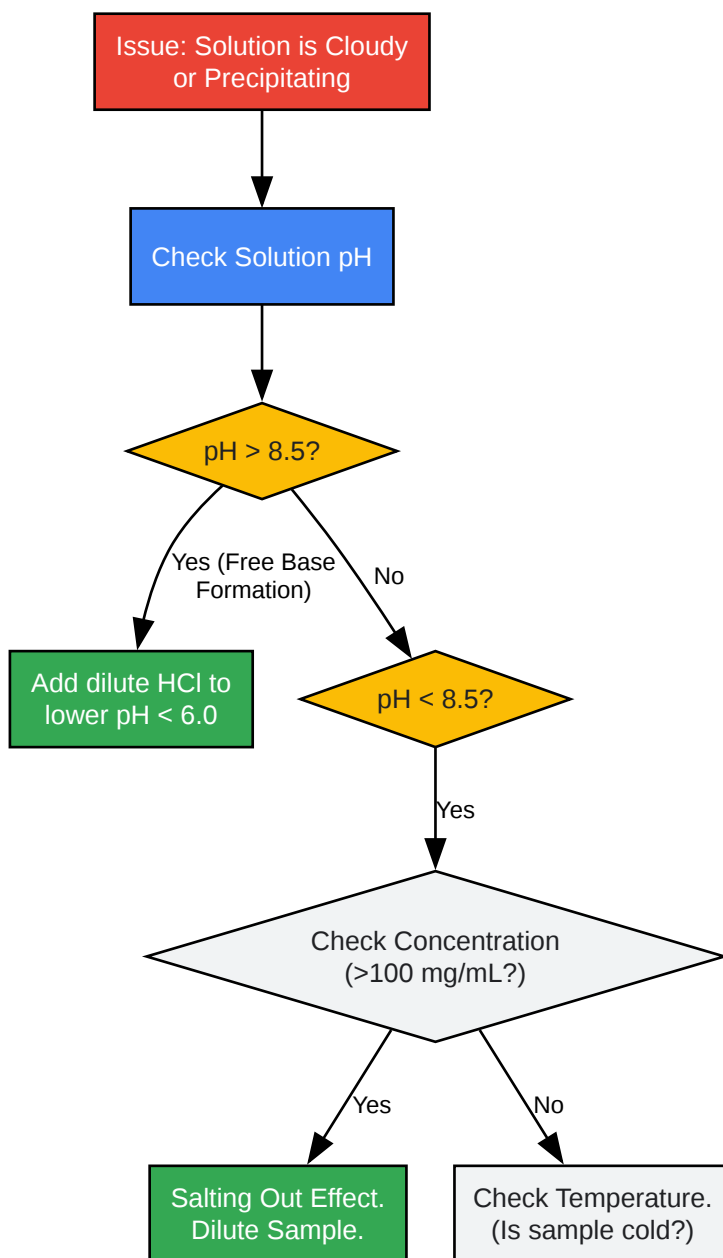 Issue: Solution is Cloudy
or Precipitating
Check Solution pH
pH > 8.5?
Yes (Free Base
Formation)
No
Add dilute HCl to
lower pH < 6.0
pH < 8.5?
Yes
Check Concentration
(>100 mg/mL?)
Yes
No
Salting Out Effect.
Dilute Sample.
Check Temperature.
(Is sample cold?)